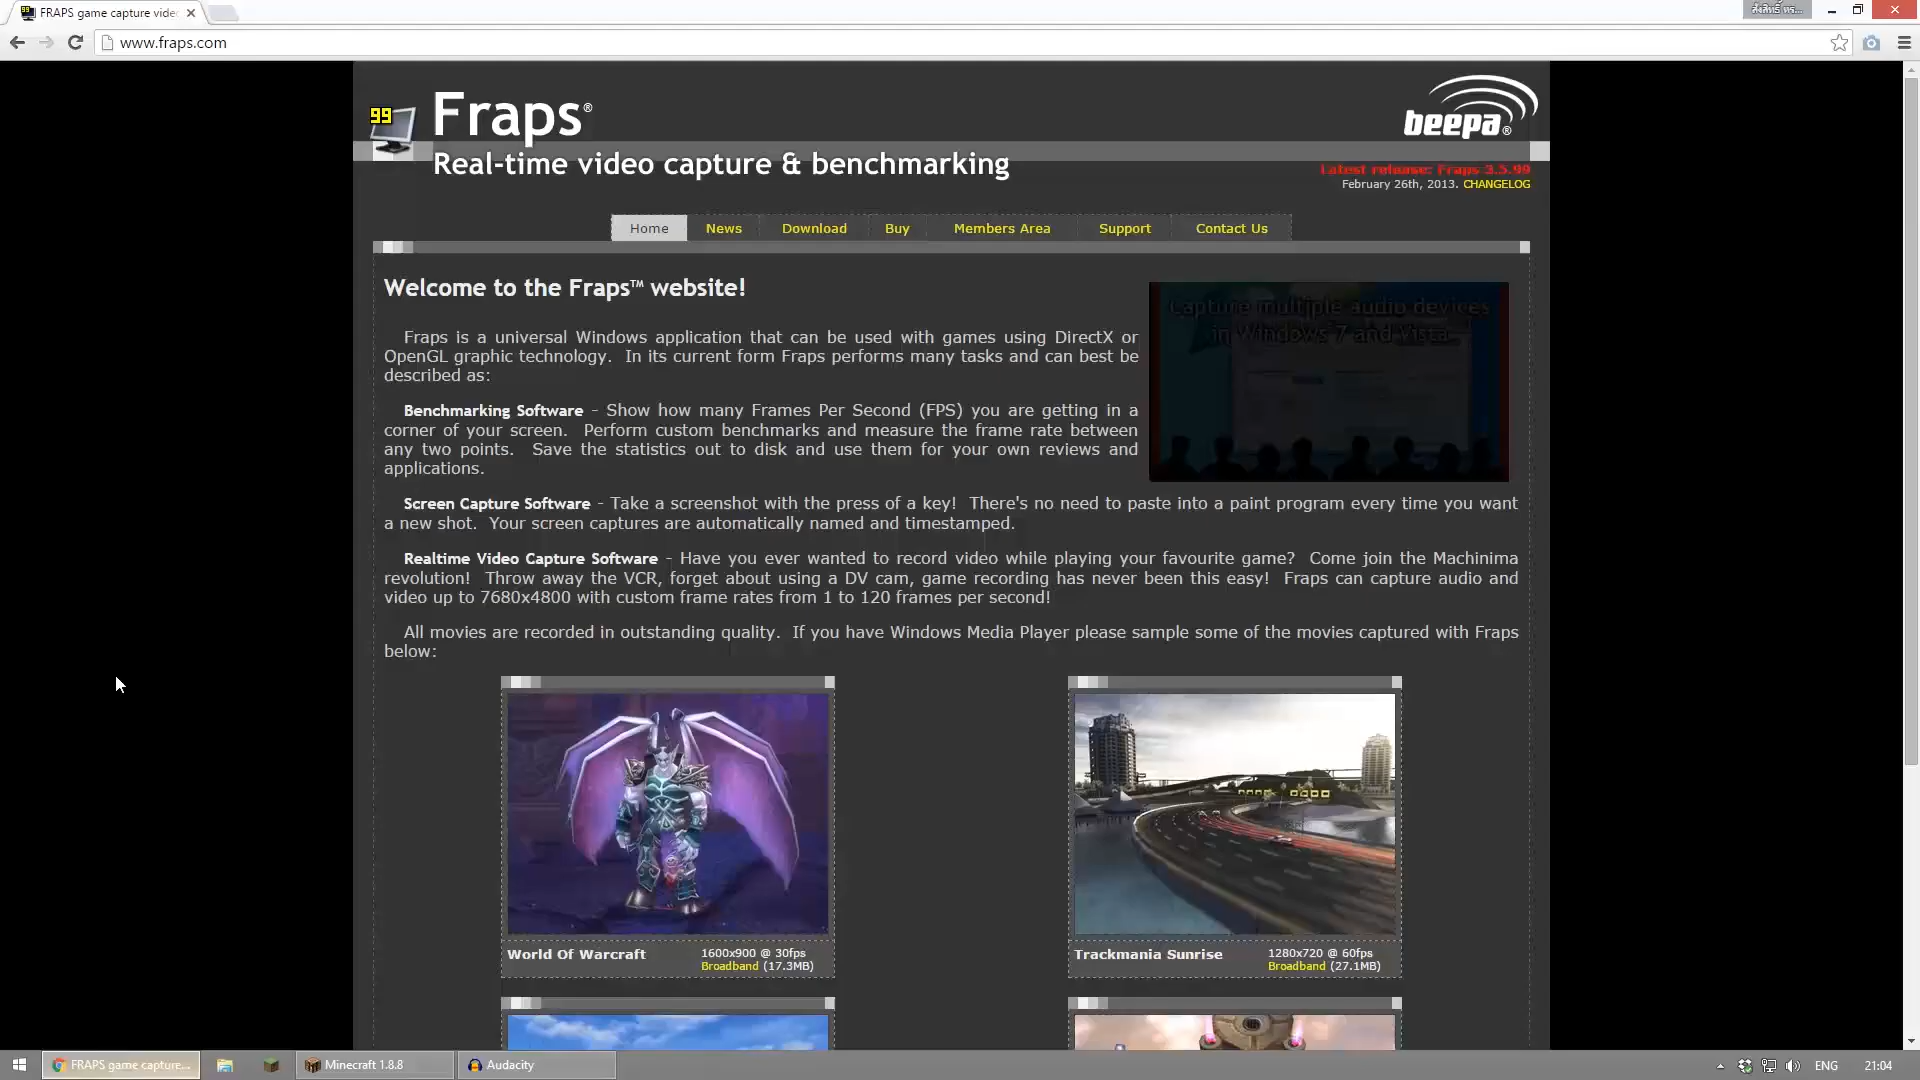 FRAPS game capture vide
www.fraps.com
99
Fraps®
beepa®
Real-time video capture & benchmarking
Latest release: Fraps 3.5.99
February 26th, 2013. CHANGELOG
Home News Download Buy Members Area Support Contact Us
Welcome to the Fraps™ website!
Capture multiple audio devices
in Windows 7 and Vista
Fraps is a universal Windows application that can be used with games using DirectX or
OpenGL graphic technology. In its current form Fraps performs many tasks and can best be
described as:
Benchmarking Software - Show how many Frames Per Second (FPS) you are getting in a
corner of your screen. Perform custom benchmarks and measure the frame rate between
any two points. Save the statistics out to disk and use them for your own reviews and
applications.
Screen Capture Software - Take a screenshot with the press of a key! There's no need to paste into a paint program every time you want
a new shot. Your screen captures are automatically named and timestamped.
Realtime Video Capture Software - Have you ever wanted to record video while playing your favourite game? Come join the Machinima
revolution! Throw away the VCR, forget about using a DV cam, game recording has never been this easy! Fraps can capture audio and
video up to 7680x4800 with custom frame rates from 1 to 120 frames per second!
All movies are recorded in outstanding quality. If you have Windows Media Player please sample some of the movies captured with Fraps
below:
World Of Warcraft
1600x900 @ 30fps
Broadband (17.3MB)
Trackmania Sunrise
1280x720 @ 60fps
Broadband (27.1MB)
FRAPS game capture... Minecraft 1.8.8 Audacity ENG 21:04